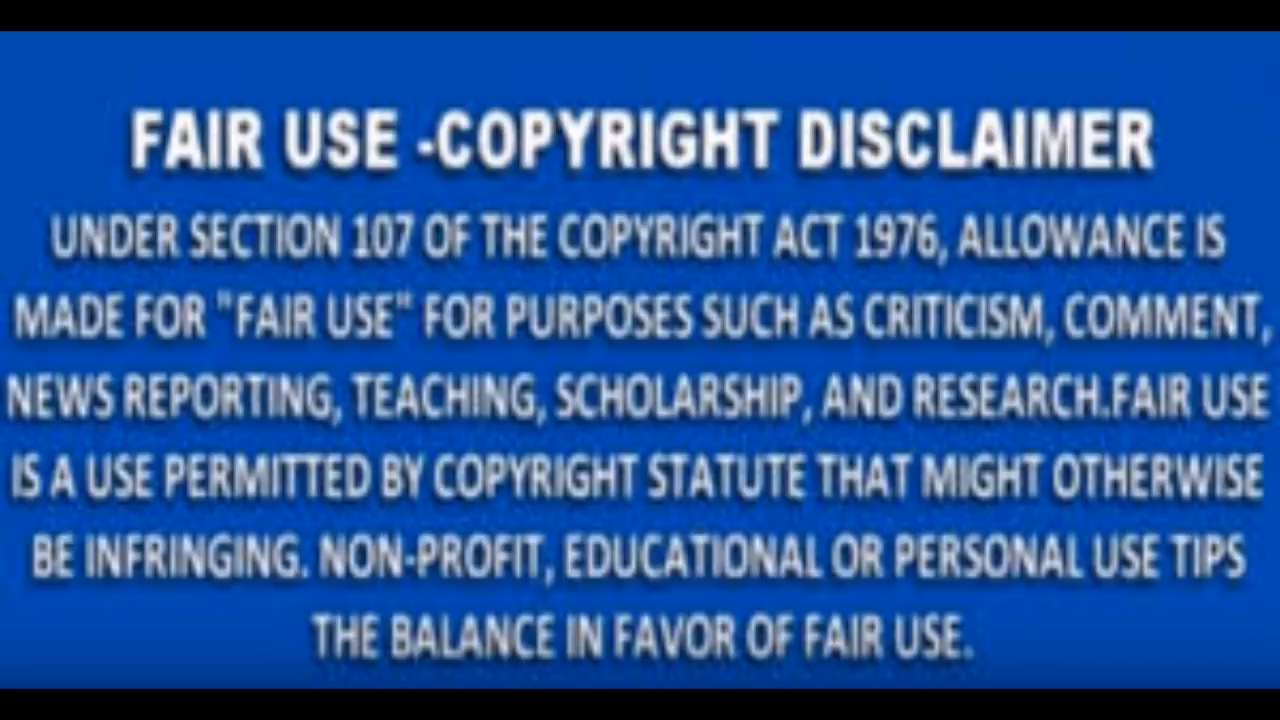 FAIR USE -COPYRIGHT DISCLAIMER
UNDER SECTION 107 OF THE COPYRIGHT ACT 1976, ALLOWANCE IS
MADE FOR "FAIR USE" FOR PURPOSES SUCH AS CRITICISM, COMMENT,
NEWS REPORTING, TEACHING, SCHOLARSHIP, AND RESEARCH.FAIR USE
IS A USE PERMITTED BY COPYRIGHT STATUTE THAT MIGHT OTHERWISE
BE INFRINGING. NON-PROFIT, EDUCATIONAL OR PERSONAL USE TIPS
THE BALANCE IN FAVOR OF FAIR USE.